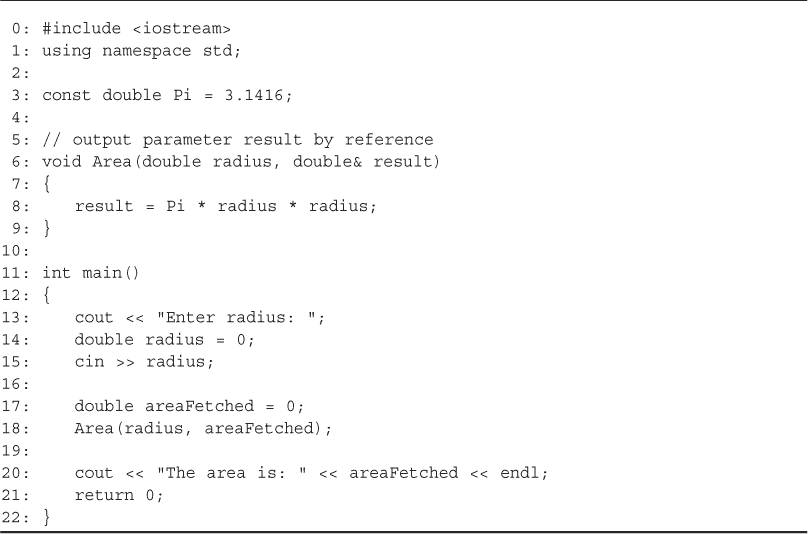 0: #include <iostream>
1: using namespace std;
2:
3: const double Pi = 3.1416;
4:
5: // output parameter result by reference
6: void Area(double radius, double& result)
7: {
8:    result = Pi * radius * radius;
9: }
10:
11: int main()
12: {
13:    cout << "Enter radius: ";
14:    double radius = 0;
15:    cin >> radius;
16:
17:    double areaFetched = 0;
18:    Area(radius, areaFetched);
19:
20:    cout << "The area is: " << areaFetched << endl;
21:    return 0;
22: }